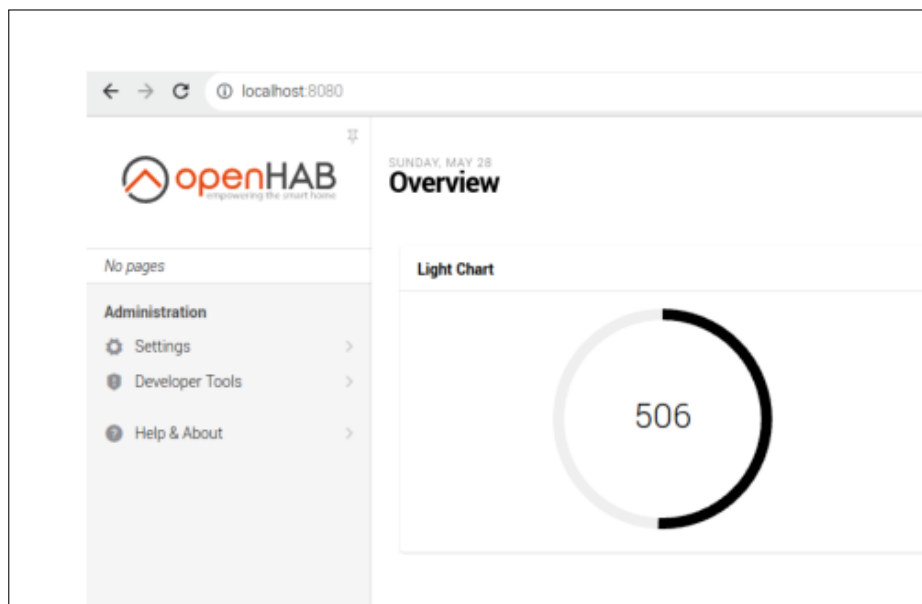 localhost:8080
openHAB
empowering the smart home
No pages
Administration
Settings
Developer Tools
Help & About
SUNDAY, MAY 28
Overview
Light Chart
506